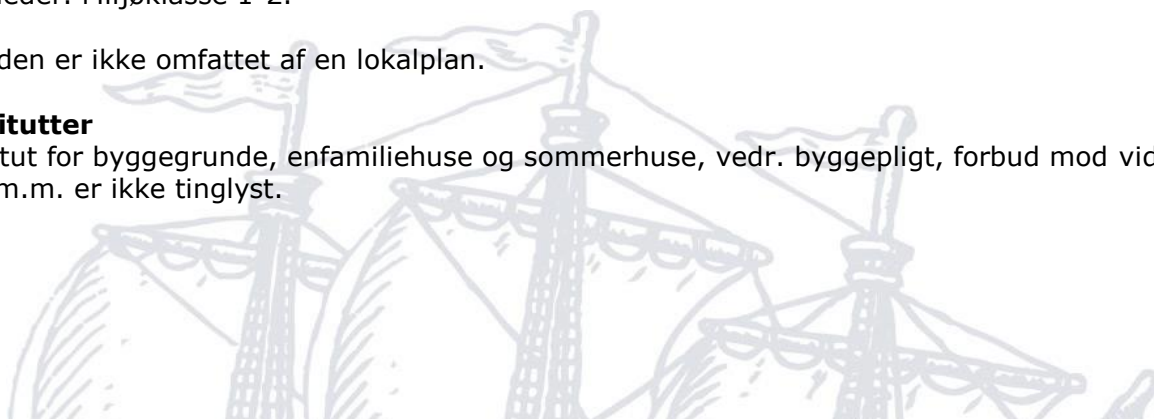 Miljøklasse 1-2.
den er ikke omfattet af en lokalplan.
itutter
tut for byggegrunde, enfamiliehuse og sommerhuse, vedr. byggepligt, forbud mod vid
m.m. er ikke tinglyst.